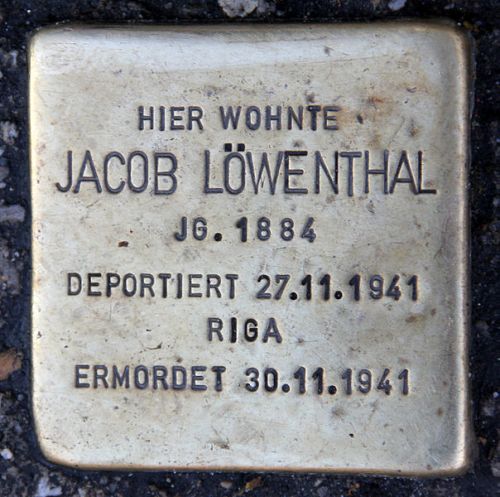 HIER WOHNTE
JACOB LÖWENTHAL
JG. 1884
DEPORTIERT 27.11.1941
RIGA
ERMORDET 30.11.1941